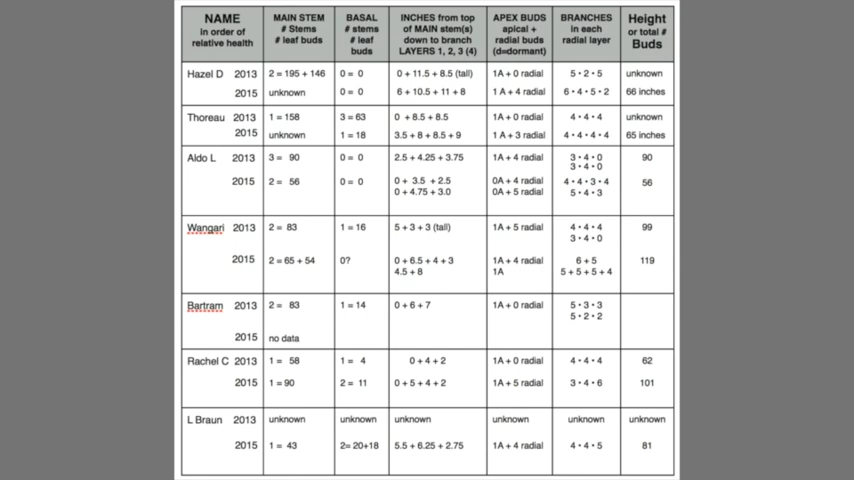 NAME in order of relative health | MAIN STEM # Stems # leaf buds | BASAL # stems # leaf buds | INCHES from top of MAIN stem(s) down to branch LAYERS 1, 2, 3 (4) | APEX BUDS apical + radial buds (d=dormant) | BRANCHES in each radial layer | Height or total # Buds
Hazel D 2013 | 2 = 195 + 146 | 0 = 0 | 0 + 11.5 + 8.5 (tall) | 1A + 0 radial | 5 • 2 • 5 | unknown
2015 | unknown | 0 = 0 | 6 + 10.5 + 11 + 8 | 1 A + 4 radial | 6 • 4 • 5 • 2 | 66 inches
Thoreau 2013 | 1 = 158 | 3 = 63 | 0 + 8.5 + 8.5 | 1A + 0 radial | 4 • 4 • 4 | unknown
2015 | unknown | 1 = 18 | 3.5 + 8 + 8.5 + 9 | 1 A + 3 radial | 4 • 4 • 4 • 4 | 65 inches
Aldo L 2013 | 3 = 90 | 0 = 0 | 2.5 + 4.25 + 3.75 | 1A + 4 radial | 3 • 4 • 0 | 90
3 • 4 • 0
2015 | 2 = 56 | 0 = 0 | 0 + 3.5 + 2.5 | 0A + 4 radial | 4 • 4 • 3 • 4 | 56
0 + 4.75 + 3.0 | 0A + 5 radial | 5 • 4 • 3
Wangari 2013 | 2 = 83 | 1 = 16 | 5 + 3 + 3 (tall) | 1A + 5 radial | 4 • 4 • 4 | 99
3 • 4 • 0
2015 | 2 = 65 + 54 | 0? | 0 + 6.5 + 4 + 3 | 1A + 4 radial | 6 + 5 | 119
4.5 + 8 | 1A | 5 + 5 + 5 + 4
Bartram 2013 | 2 = 83 | 1 = 14 | 0 + 6 + 7 | 1A + 0 radial | 5 • 3 • 3
5 • 2 • 2
2015 | no data
Rachel C 2013 | 1 = 58 | 1 = 4 | 0 + 4 + 2 | 1A + 0 radial | 4 • 4 • 4 | 62
2015 | 1 = 90 | 2 = 11 | 0 + 5 + 4 + 2 | 1A + 5 radial | 3 • 4 • 6 | 101
L Braun 2013 | unknown | unknown | unknown | unknown | unknown | unknown
2015 | 1 = 43 | 2= 20+18 | 5.5 + 6.25 + 2.75 | 1A + 4 radial | 4 • 4 • 5 | 81